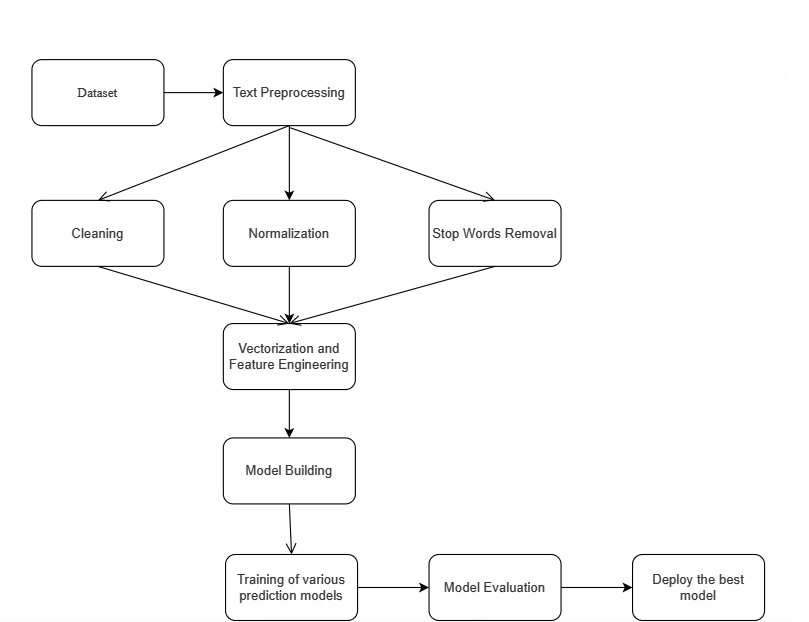 Dataset
Text Preprocessing
Cleaning
Normalization
Stop Words Removal
Vectorization and
Feature Engineering
Model Building
Training of various
prediction models
Model Evaluation
Deploy the best
model